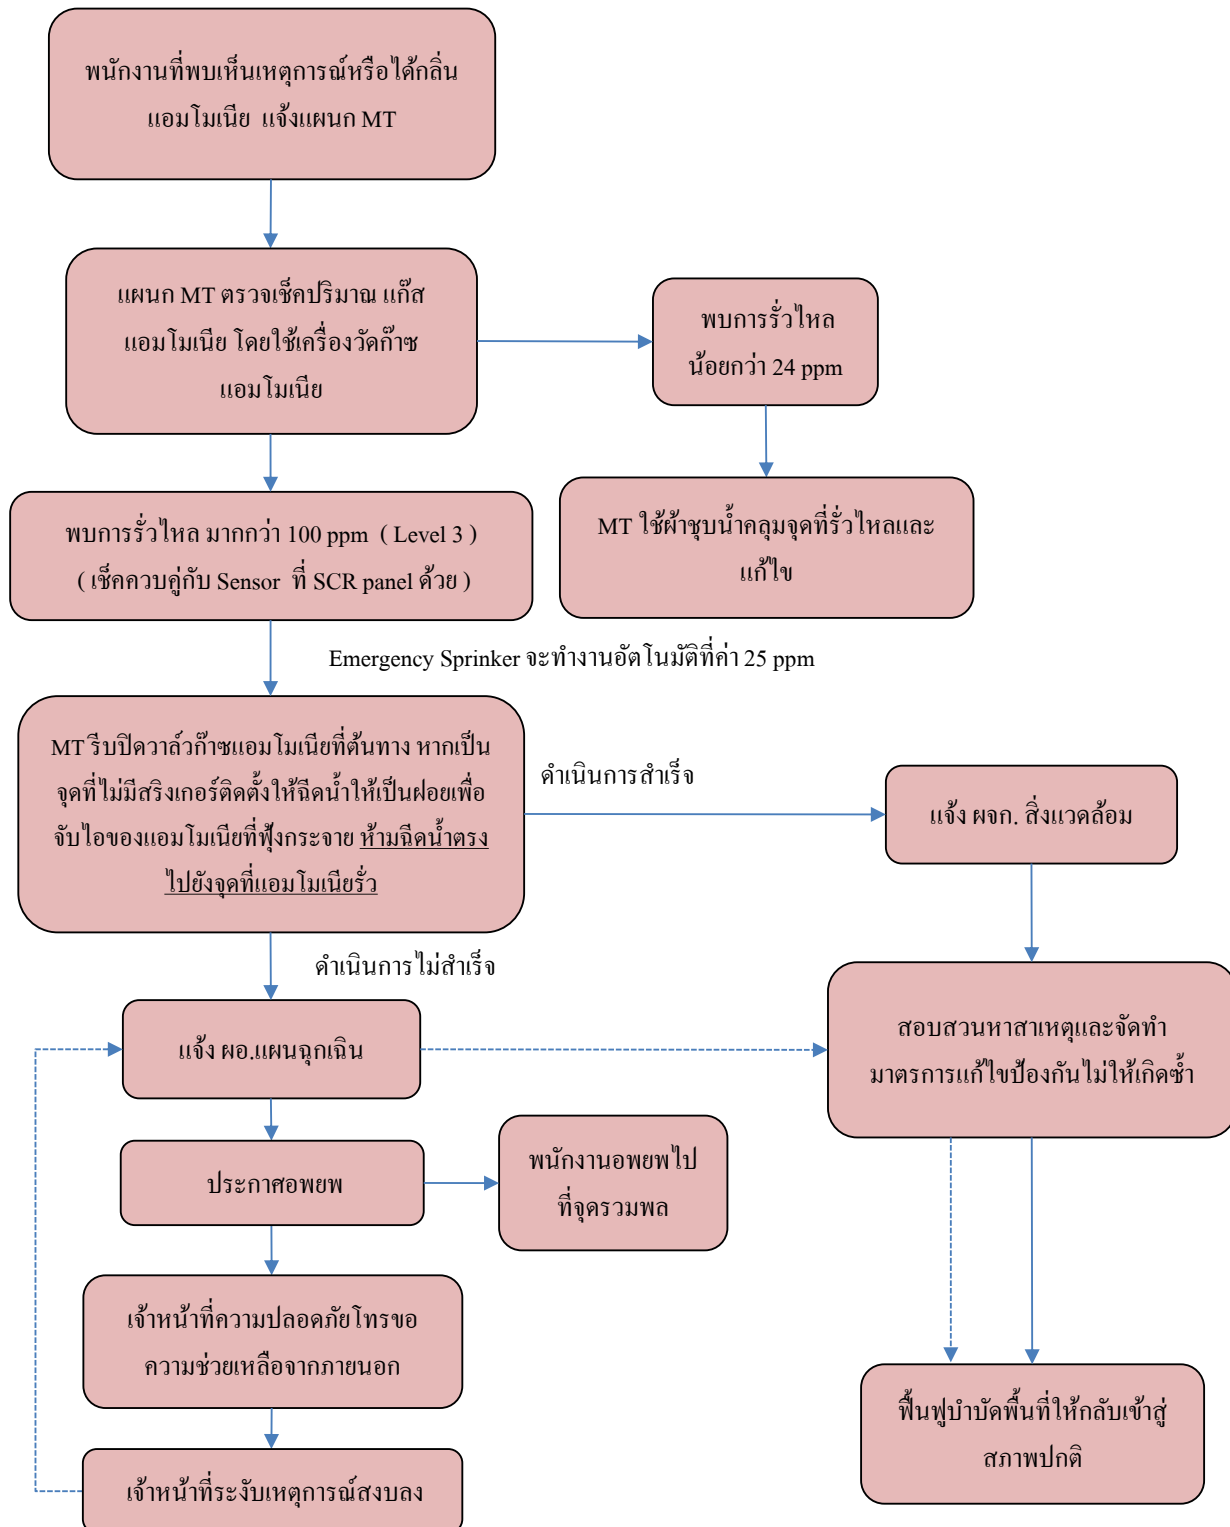 พนักงานที่พบเห็นเหตุการณ์หรือได้กลิ่น
แอมโมเนีย แจ้งแผนก MT
แผนก MT ตรวจเช็คปริมาณ แก๊ส
แอมโมเนีย โดยใช้เครื่องวัดก๊าซ
แอมโมเนีย
พบการรั่วไหล
น้อยกว่า 24 ppm
พบการรั่วไหล มากกว่า 100 ppm ( Level 3 )
( เช็คควบคู่กับ Sensor ที่ SCR panel ด้วย )
MT ใช้ผ้าชุบน้ำคลุมจุดที่รั่วไหลและ
แก้ไข
Emergency Sprinker จะทำงานอัตโนมัติที่ค่า 25 ppm
MT รีบปิดวาล์วก๊าซแอมโมเนียที่ต้นทาง หากเป็น
จุดที่ไม่มีสริงเกอร์ติดตั้งให้ฉีดน้ำให้เป็นฝอยเพื่อ
จับไอของแอมโมเนียที่ฟุ้งกระจาย ห้ามฉีดน้ำตรง
ไปยังจุดที่แอมโมเนียรั่ว
ดำเนินการสำเร็จ
แจ้ง ผจก. สิ่งแวดล้อม
ดำเนินการไม่สำเร็จ
แจ้ง ผอ.แผนฉุกเฉิน
สอบสวนหาสาเหตุและจัดทำ
มาตรการแก้ไขป้องกันไม่ให้เกิดซ้ำ
ประกาศอพยพ
พนักงานอพยพไป
ที่จุดรวมพล
เจ้าหน้าที่ความปลอดภัยโทรขอ
ความช่วยเหลือจากภายนอก
ฟื้นฟูบำบัดพื้นที่ให้กลับเข้าสู่
สภาพปกติ
เจ้าหน้าที่ระงับเหตุการณ์สงบลง